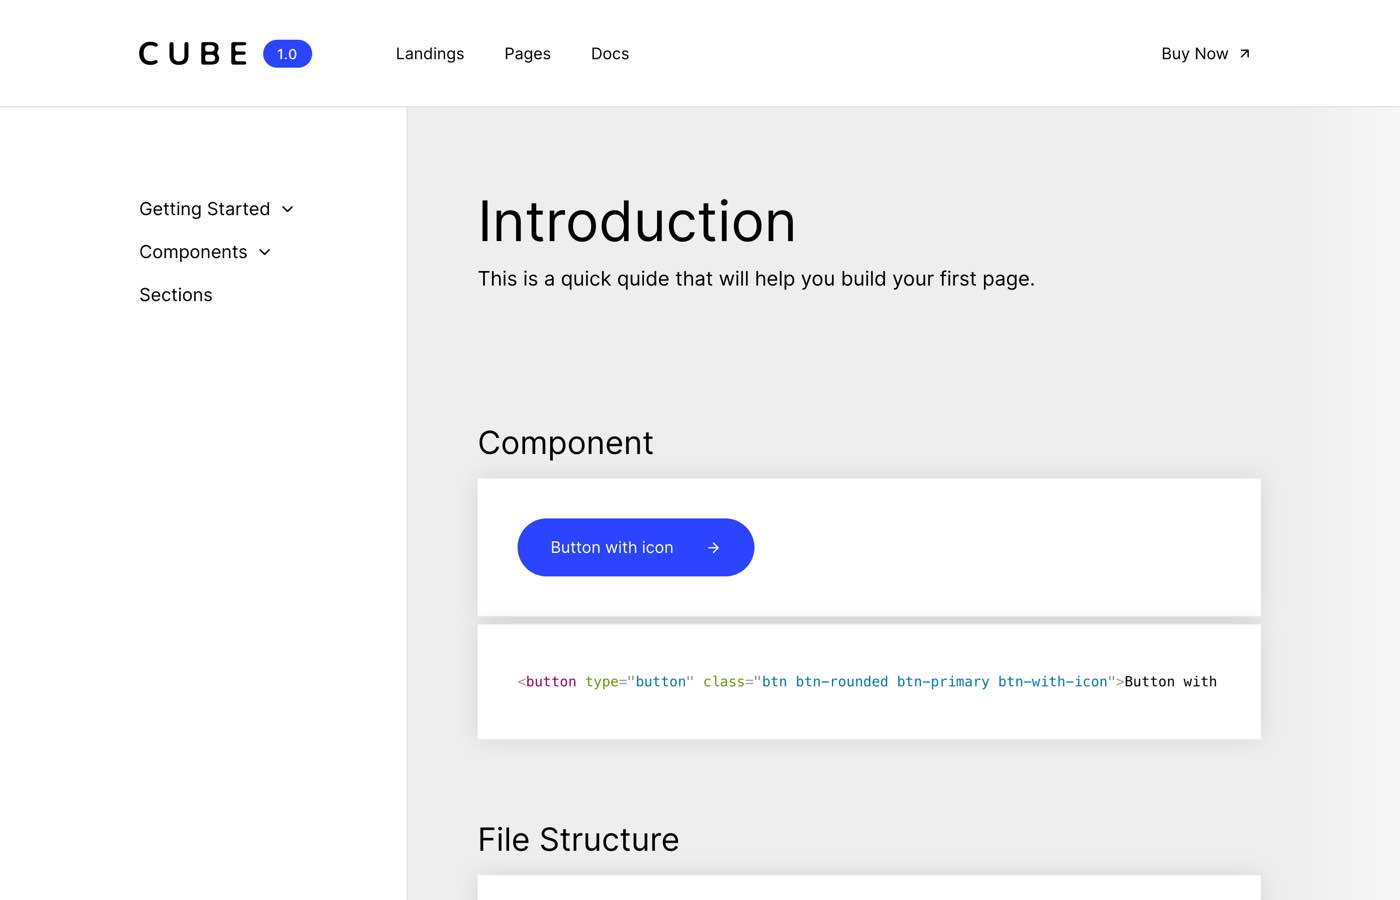 CUBE 1.0 Landings Pages Docs Buy Now
Getting Started
Components
Sections
Introduction
This is a quick quide that will help you build your first page.
Component
Button with icon
<button type="button" class="btn btn-rounded btn-primary btn-with-icon">Button with
File Structure